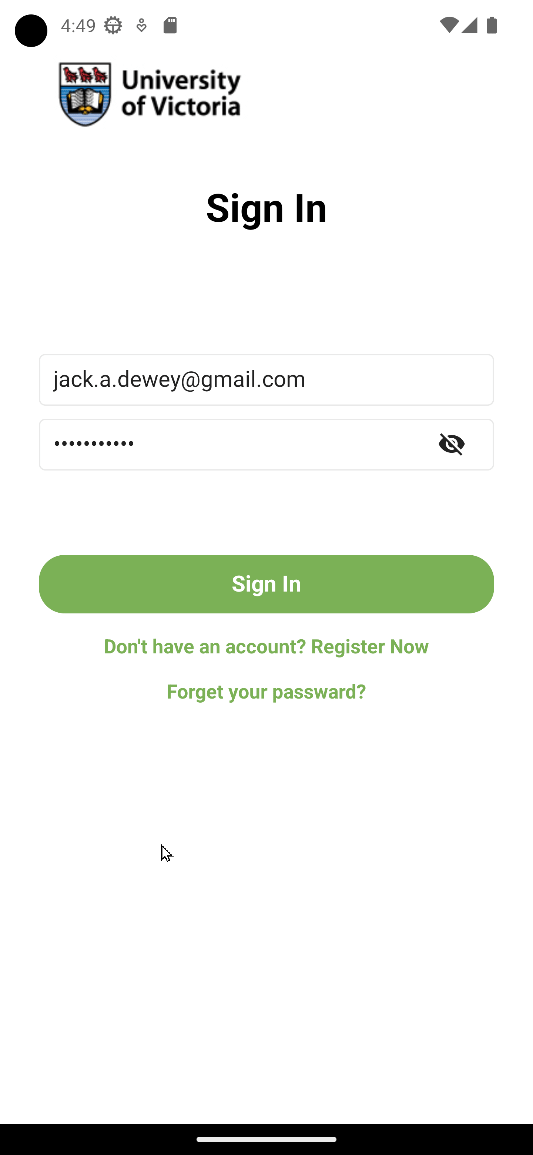 4:49
University
of Victoria
Sign In
jack.a.dewey@gmail.com
•••••••••••
Sign In
Don't have an account? Register Now
Forget your password?